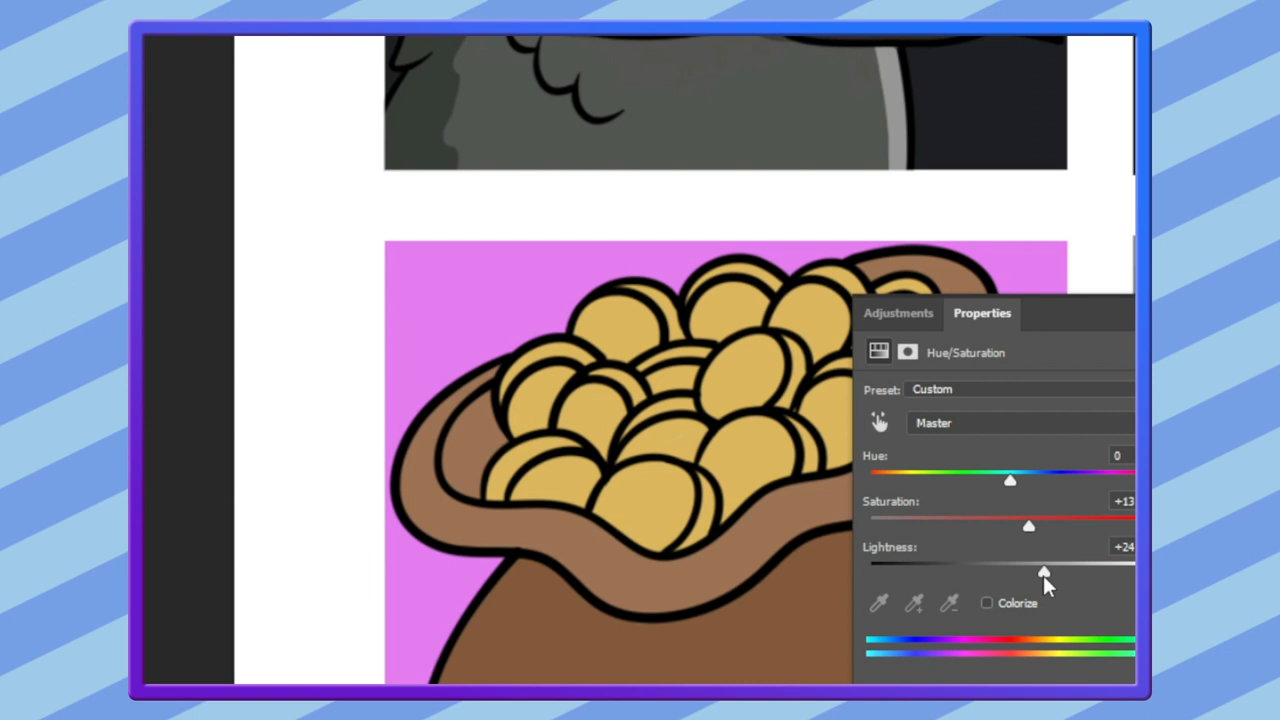 Adjustments Properties
Hue/Saturation
Preset: Custom
Master
Hue: 0
Saturation: +13
Lightness: +24
Colorize